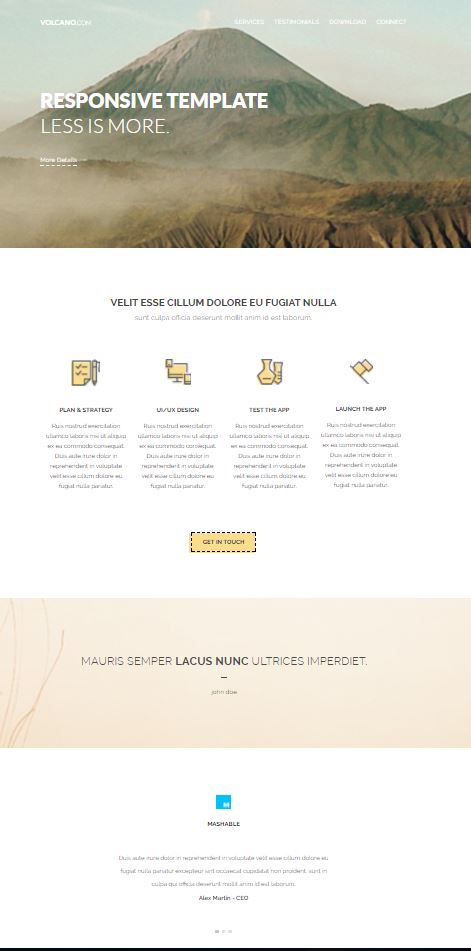 VOLCANO.COM
SERVICES TESTIMONIALS DOWNLOAD CONNECT
RESPONSIVE TEMPLATE
LESS IS MORE.
More Details
VELIT ESSE CILLUM DOLORE EU FUGIAT NULLA
sunt culpa officia deserunt mollit anim id est laborum.
PLAN & STRATEGY
Ruis nostrud exercitation
ullamco laboris nisi ut aliquip
ex ea commodo consequat.
Duis aute irure dolor in
reprehenderit in voluptate
velit esse cillum dolore eu
fugiat nulla pariatur.
UI/UX DESIGN
Ruis nostrud exercitation
ullamco laboris nisi ut aliquip
ex ea commodo consequat.
Duis aute irure dolor in
reprehenderit in voluptate
velit esse cillum dolore eu
fugiat nulla pariatur.
TEST THE APP
Ruis nostrud exercitation
ullamco laboris nisi ut aliquip
ex ea commodo consequat.
Duis aute irure dolor in
reprehenderit in voluptate
velit esse cillum dolore eu
fugiat nulla pariatur.
LAUNCH THE APP
Ruis nostrud exercitation
ullamco laboris nisi ut aliquip
ex ea commodo consequat.
Duis aute irure dolor in
reprehenderit in voluptate
velit esse cillum dolore eu
fugiat nulla pariatur.
GET IN TOUCH
MAURIS SEMPER LACUS NUNC ULTRICES IMPERDIET.
john doe
M
MASHABLE
Duis aute irure dolor in reprehenderit in voluptate velit esse cillum dolore eu
fugiat nulla pariatur excepteur sint occaecat cupidatat non proident, sunt in
culpa qui officia deserunt mollit anim id est laborum.
Alex Martin - CEO